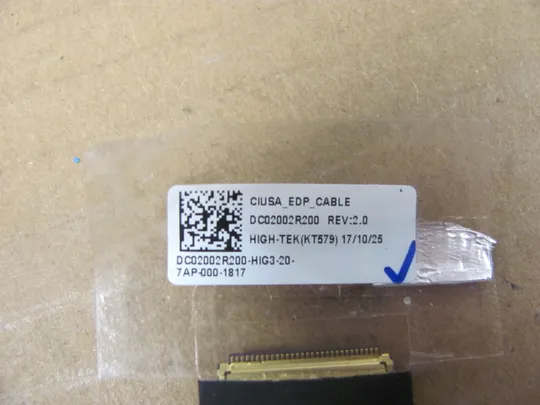 CIUSA_EDP_CABLE
DC02002R200 REV:2.0
HIGH-TEK(KT579) 17/10/25
DC02002R200-HIG3-20-
7AP-000-1817